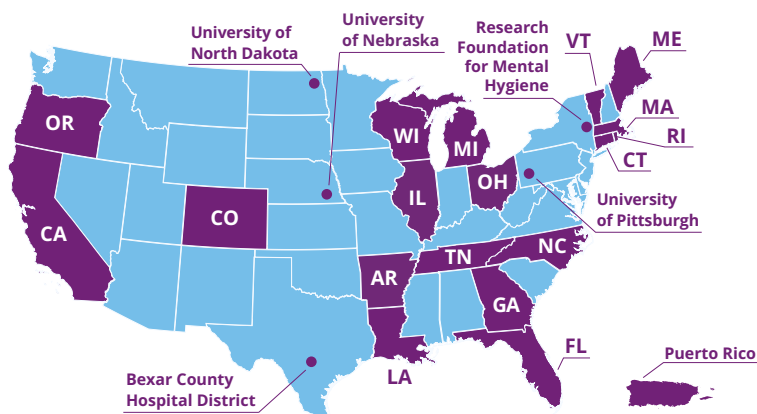 University of
North Dakota
University
of Nebraska
Research
Foundation
for Mental
Hygiene
VT
ME
MA
RI
CT
OR
WI
MI
OH
IL
CO
CA
University
of Pittsburgh
NC
TN
AR
GA
FL
LA
Bexar County
Hospital District
Puerto Rico